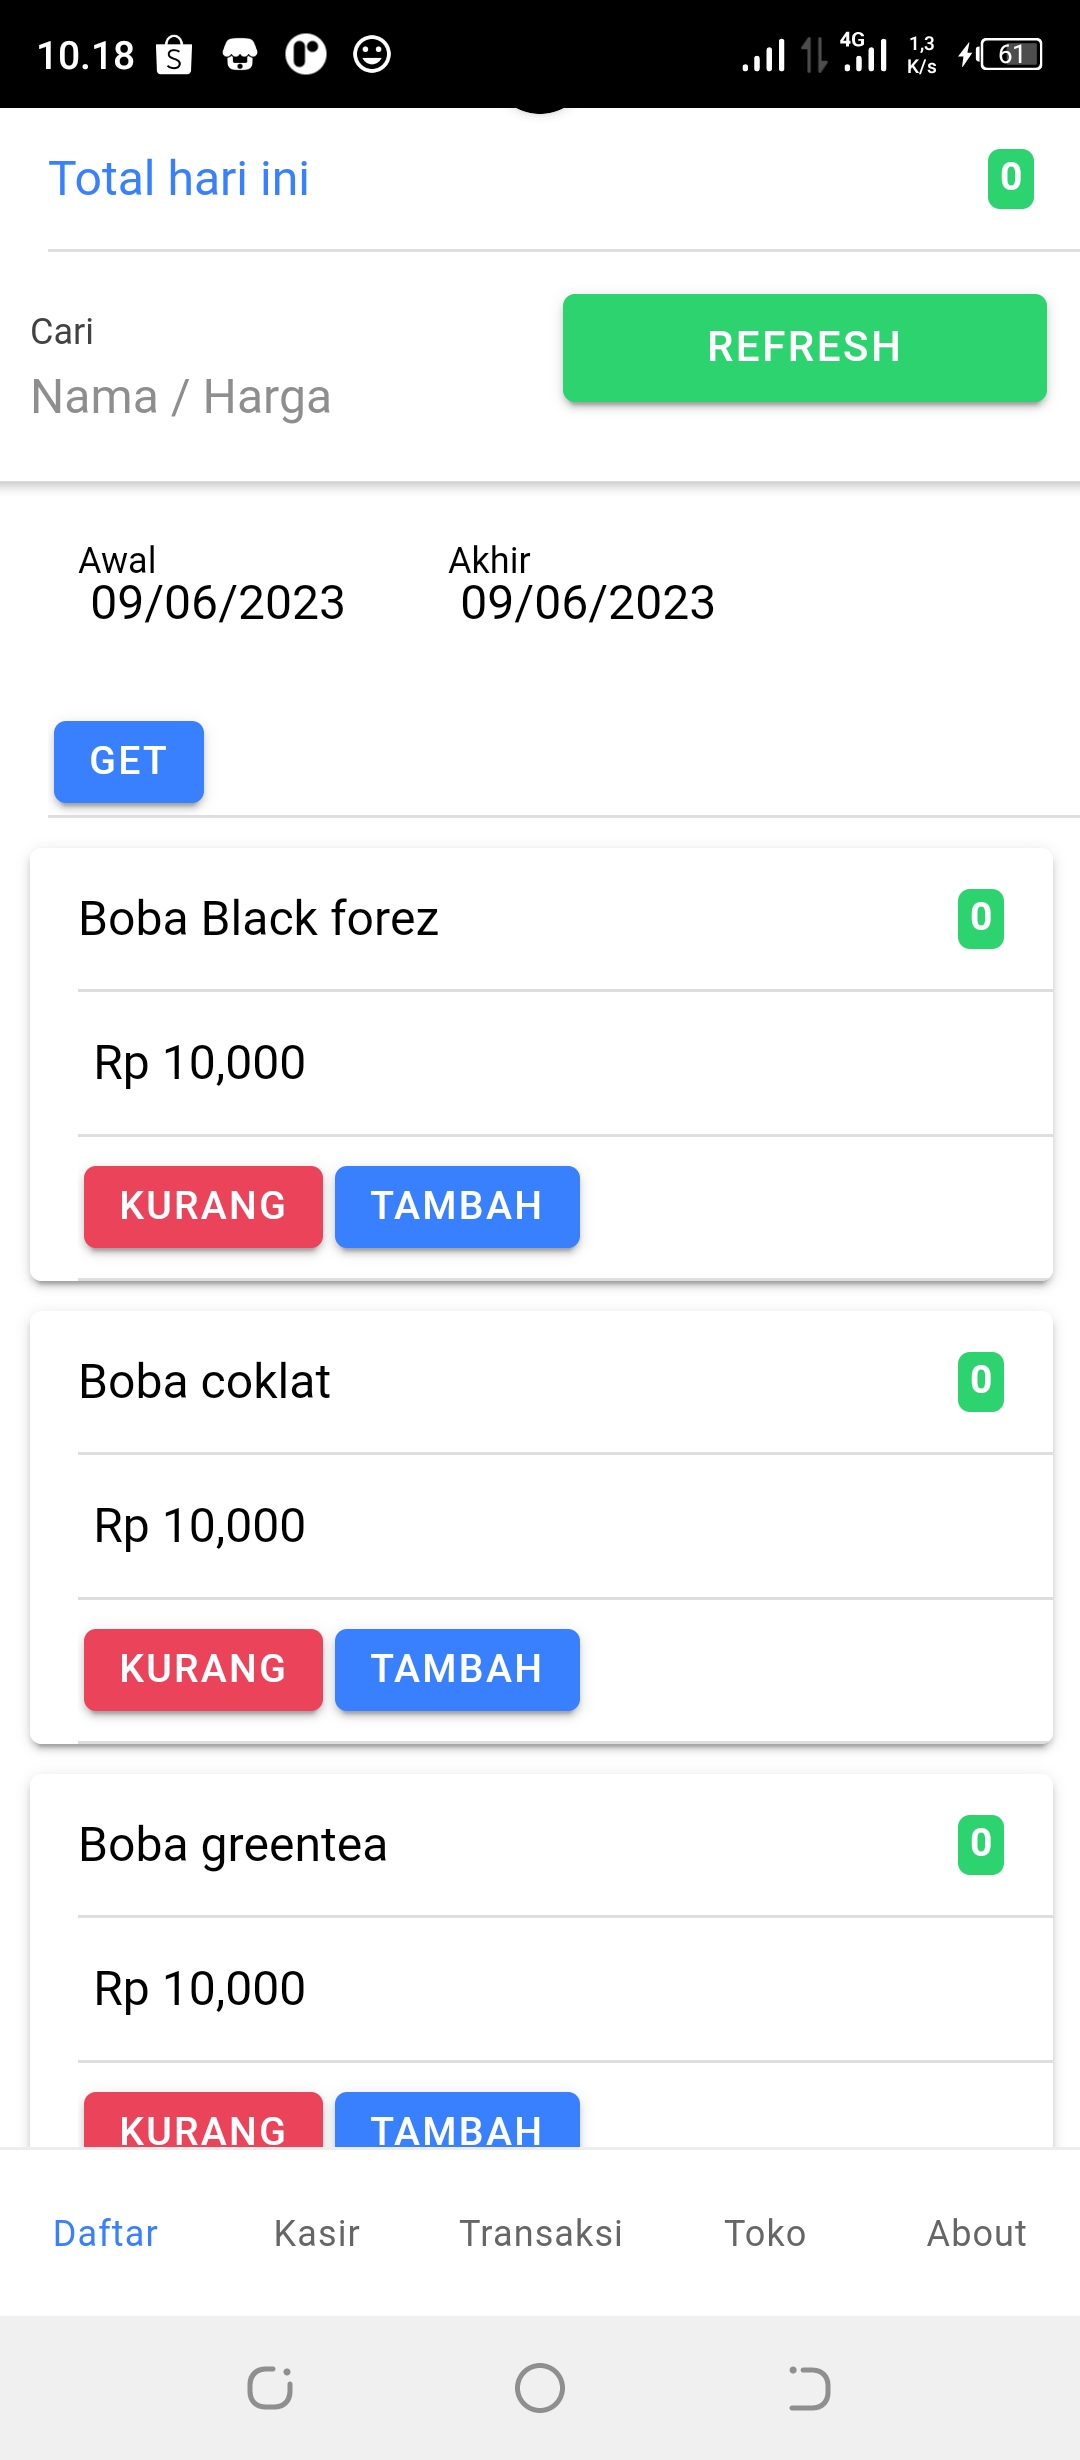 10.18 4G 1,3 K/s 61
Total hari ini 0
Cari
REFRESH
Nama / Harga
Awal Akhir
09/06/2023 09/06/2023
GET
Boba Black forez 0
Rp 10,000
KURANG TAMBAH
Boba coklat 0
Rp 10,000
KURANG TAMBAH
Boba greentea 0
Rp 10,000
KURANG TAMBAH
Daftar Kasir Transaksi Toko About